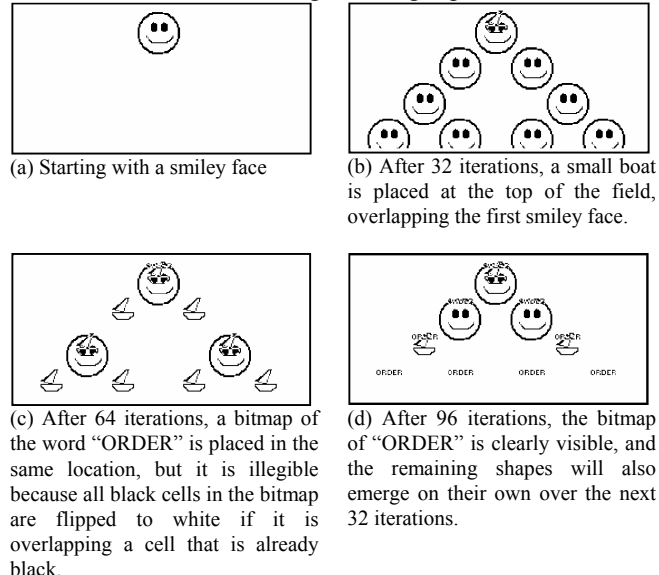 (a) Starting with a smiley face
(b) After 32 iterations, a small boat
is placed at the top of the field,
overlapping the first smiley face.
ORDER
ORDER
ORDER ORDER ORDER ORDER
(c) After 64 iterations, a bitmap of
the word “ORDER” is placed in the
same location, but it is illegible
because all black cells in the bitmap
are flipped to white if it is
overlapping a cell that is already
black.
(d) After 96 iterations, the bitmap
of “ORDER” is clearly visible, and
the remaining shapes will also
emerge on their own over the next
32 iterations.